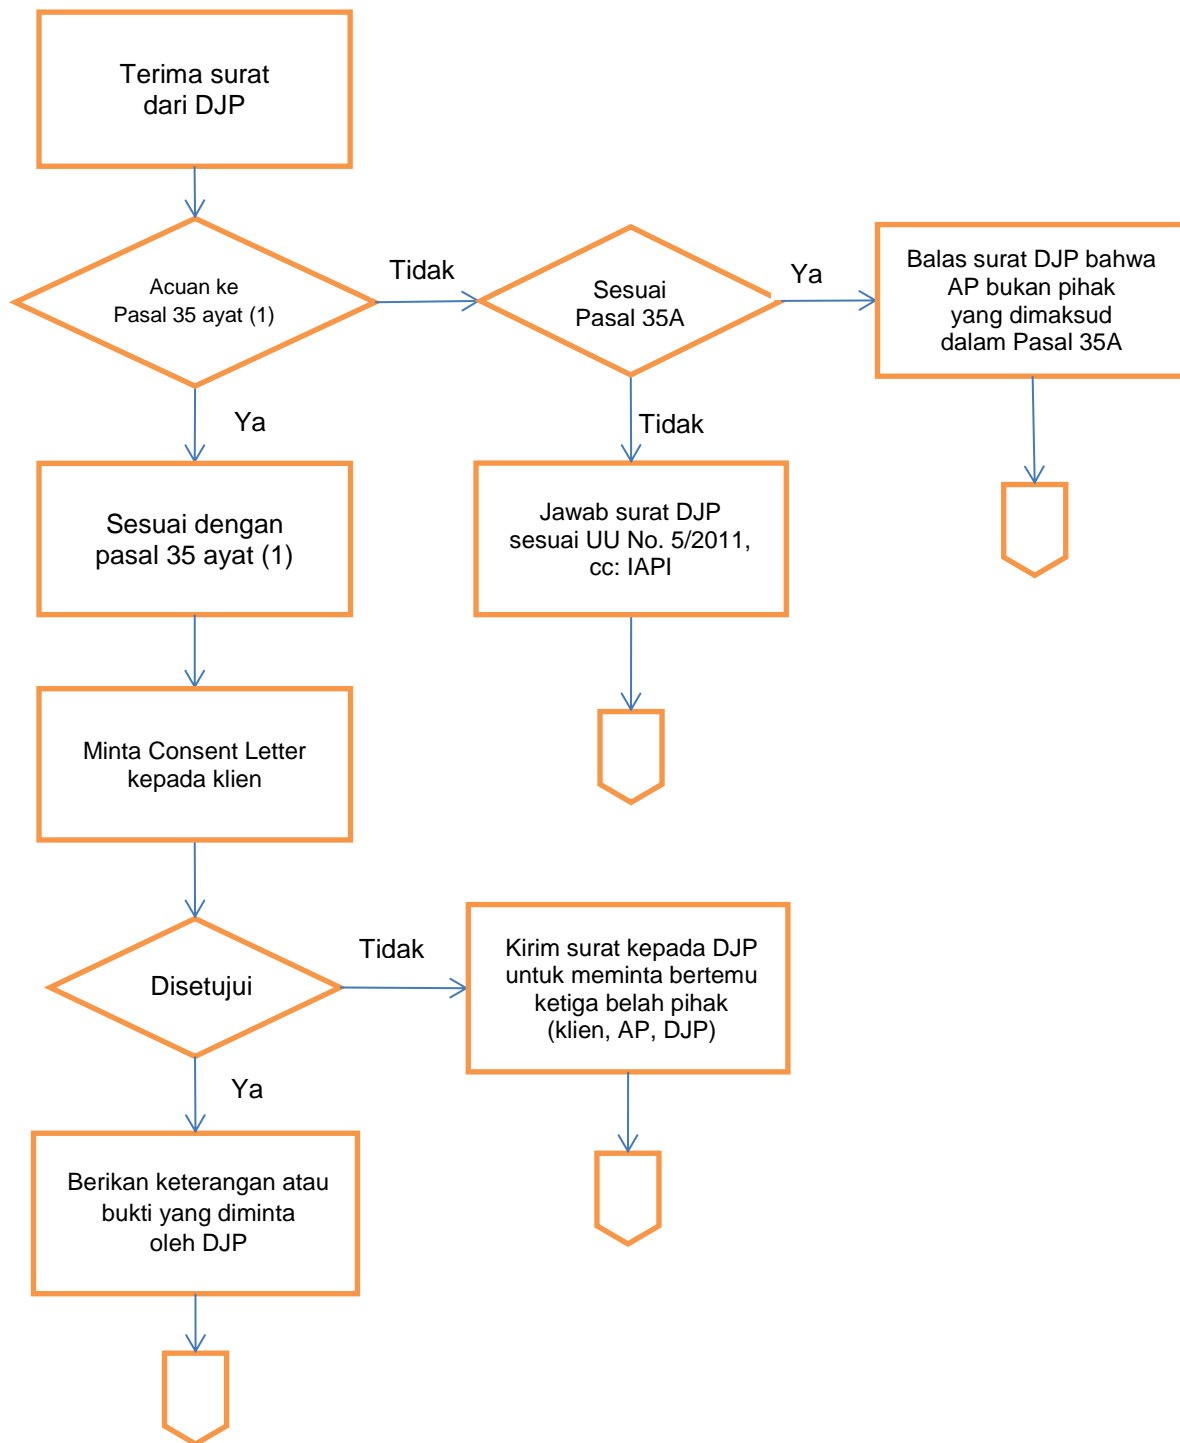 Terima surat
dari DJP
Acuan ke
Pasal 35 ayat (1)
Tidak
Sesuai
Pasal 35A
Ya
Balas surat DJP bahwa
AP bukan pihak
yang dimaksud
dalam Pasal 35A
Ya
Tidak
Sesuai dengan
pasal 35 ayat (1)
Jawab surat DJP
sesuai UU No. 5/2011,
cc: IAPI
Minta Consent Letter
kepada klien
Disetujui
Tidak
Kirim surat kepada DJP
untuk meminta bertemu
ketiga belah pihak
(klien, AP, DJP)
Ya
Berikan keterangan atau
bukti yang diminta
oleh DJP